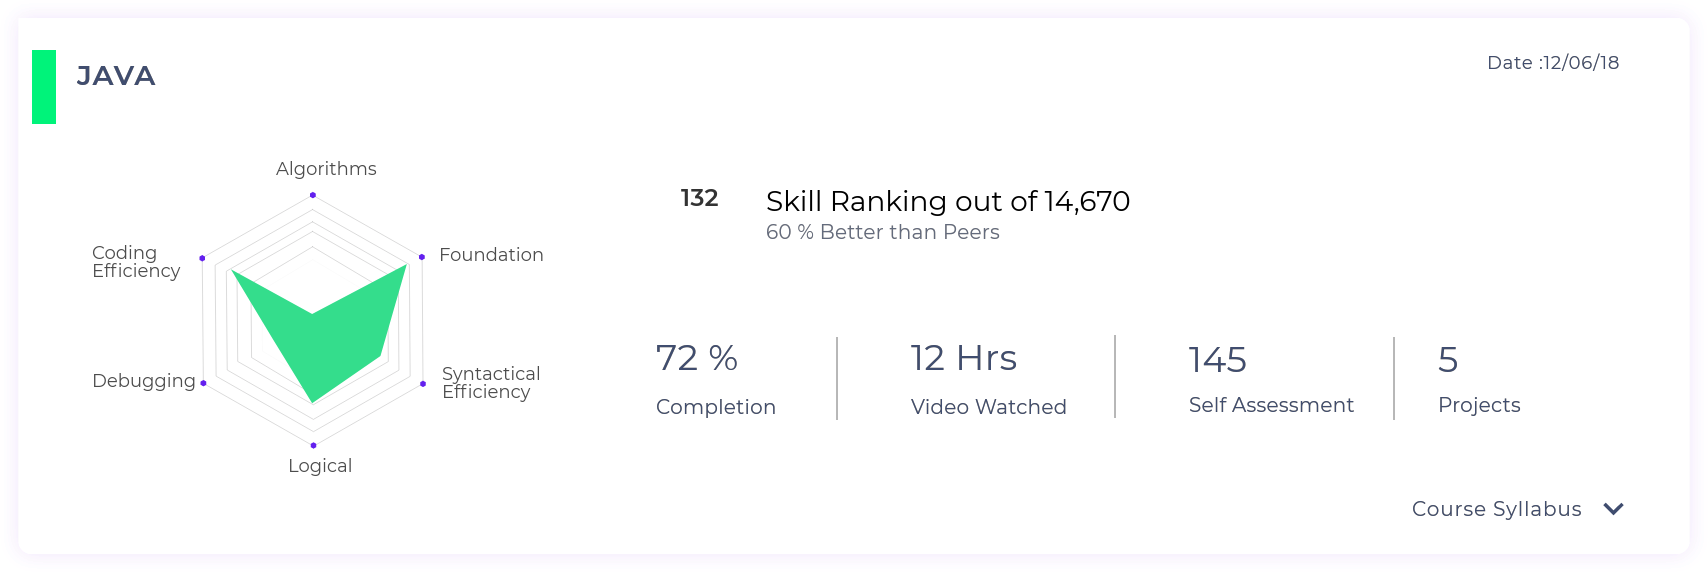 JAVA
Date :12/06/18
Algorithms
Coding
Efficiency
Foundation
Debugging
Syntactical
Efficiency
Logical
132
Skill Ranking out of 14,670
60 % Better than Peers
72 %
Completion
12 Hrs
Video Watched
145
Self Assessment
5
Projects
Course Syllabus